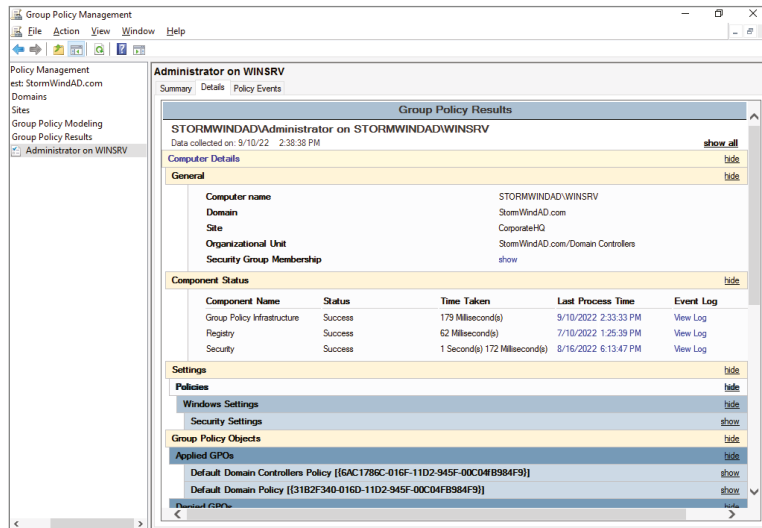 Group Policy Management
File Action View Window Help
Policy Management
est: StormWindAD.com
Domains
Sites
Group Policy Modeling
Group Policy Results
Administrator on WINSRV
Administrator on WINSRV
Summary Details Policy Events
Group Policy Results
STORMWINDAD\Administrator on STORMWINDAD\WINSRV
Data collected on: 9/10/22 2:38:38 PM show all
Computer Details hide
General hide
Computer name STORMWINDAD\WINSRV
Domain StormWindAD.com
Site CorporateHQ
Organizational Unit StormWindAD.com/Domain Controllers
Security Group Membership show
Component Status hide
Component Name Status Time Taken Last Process Time Event Log
Group Policy Infrastructure Success 179 Millisecond(s) 9/10/2022 2:33:33 PM View Log
Registry Success 62 Millisecond(s) 7/10/2022 1:25:39 PM View Log
Security Success 1 Second(s) 172 Millisecond(s) 8/16/2022 6:13:47 PM View Log
Settings hide
Policies hide
Windows Settings hide
Security Settings show
Group Policy Objects hide
Applied GPOs hide
Default Domain Controllers Policy [{6AC1786C-016F-11D2-945F-00C04FB984F9}] show
Default Domain Policy [{31B2F340-016D-11D2-945F-00C04FB984F9}] show
Denied GPOs hide